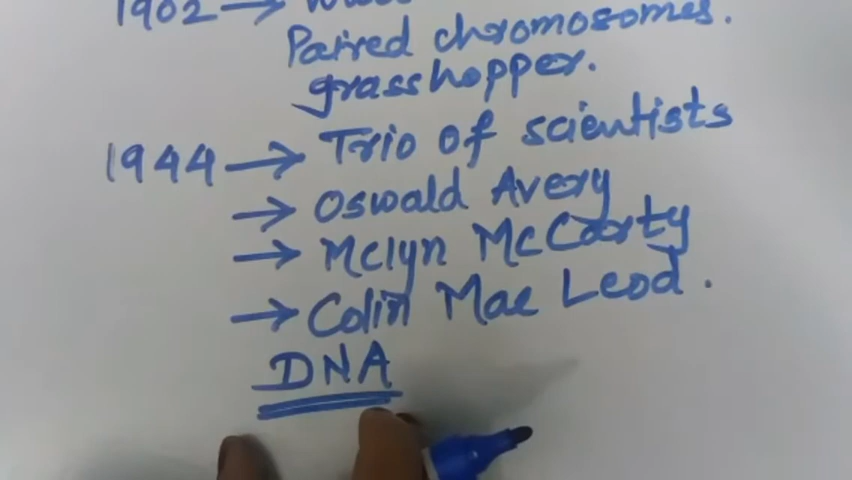 1902 →
Paired chromosomes.
grasshopper.
1944 → Trio of scientists
→ Oswald Avery
→ Mclyn McCarty
→ Colin Mac Leod.
DNA